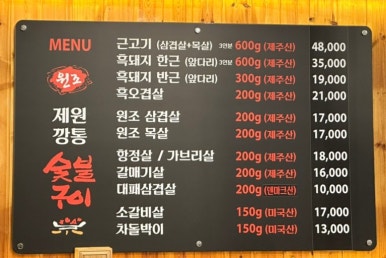 MENU
원조
제원
깡통
숯불
구이
근고기 (삼겹살+목살) 3인분 600g (제주산) 48,000
흑돼지 한근 (앞다리) 3인분 600g (제주산) 35,000
흑돼지 반근 (앞다리) 300g (제주산) 19,000
흑오겹살 200g (제주산) 21,000
원조 삼겹살 200g (제주산) 17,000
원조 목살 200g (제주산) 17,000
항정살 / 가브리살 200g (제주산) 18,000
갈매기살 200g (제주산) 16,000
대패삼겹살 200g (덴마크산) 10,000
소갈비살 150g (미국산) 17,000
차돌박이 150g (미국산) 13,000